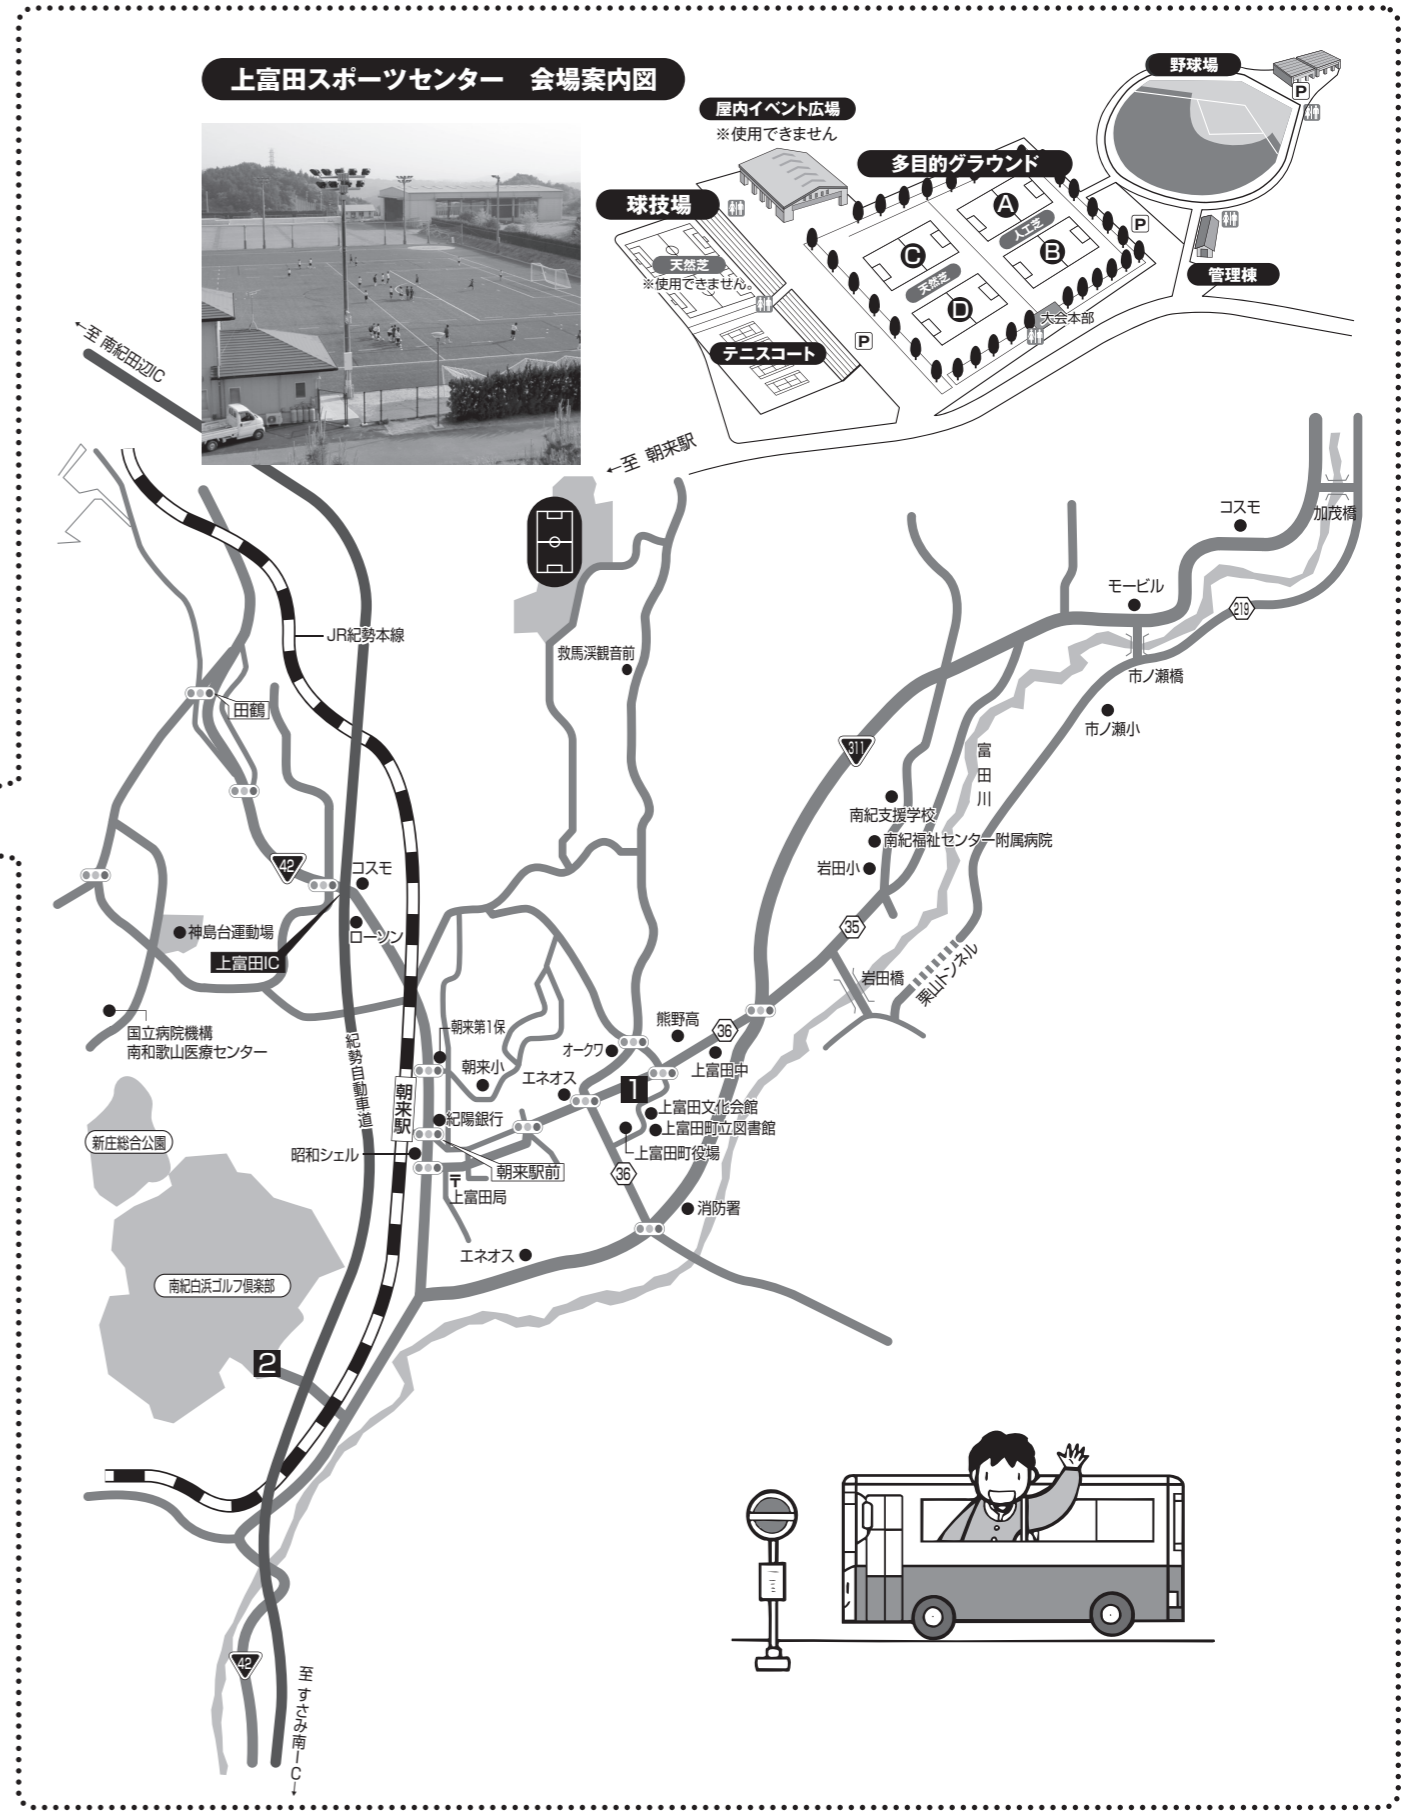 上富田スポーツセンター　会場案内図
野球場
P
屋内イベント広場
※使用できません
多目的グラウンド
球技場
天然芝
※使用できません。
A
人工芝
B
C
天然芝
D
P
管理棟
大会本部
テニスコート
P
←至 南紀田辺IC
←至 朝来駅
コスモ
加茂橋
モービル
219
JR紀勢本線
救馬渓観音前
市ノ瀬橋
田鶴
市ノ瀬小
311
富田川
南紀支援学校
南紀福祉センター附属病院
岩田小
42
コスモ
35
神島台運動場
ローソン
上富田IC
岩田橋
栗山トンネル
国立病院機構
南和歌山医療センター
紀勢自動車道
朝来第1保
朝来小
オークワ
熊野高
36
上富田中
エネオス
1
朝来駅
紀陽銀行
上富田文化会館
上富田町立図書館
上富田町役場
新庄総合公園
昭和シェル
朝来駅前
〒
上富田局
36
消防署
エネオス
南紀白浜ゴルフ倶楽部
2
42
至 すさみ南IC→